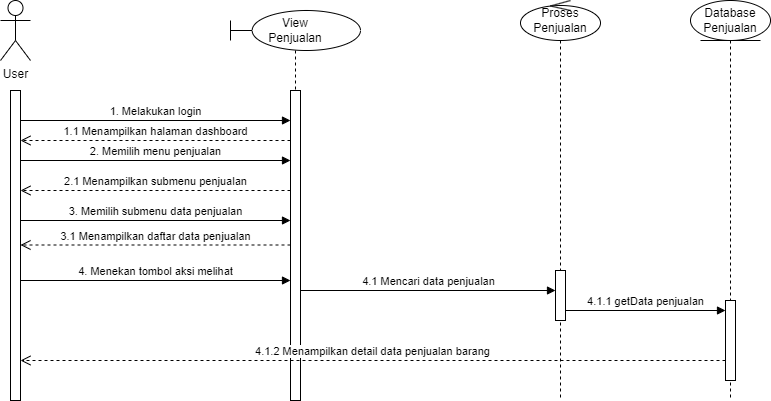 User
View
Penjualan
Proses
Penjualan
Database
Penjualan
1. Melakukan login
1.1 Menampilkan halaman dashboard
2. Memilih menu penjualan
2.1 Menampilkan submenu penjualan
3. Memilih submenu data penjualan
3.1 Menampilkan daftar data penjualan
4. Menekan tombol aksi melihat
4.1 Mencari data penjualan
4.1.1 getData penjualan
4.1.2 Menampilkan detail data penjualan barang